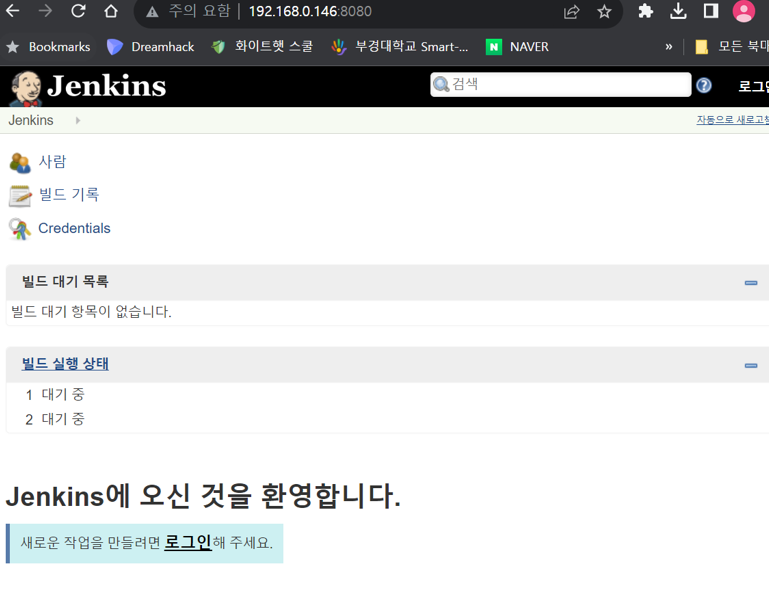 주의 요함 | 192.168.0.146:8080
Bookmarks Dreamhack 화이트햇 스쿨 부경대학교 Smart-... N NAVER » 모든 북마
Jenkins 검색 ? 로그인
Jenkins 자동으로 새로고침
사람
빌드 기록
Credentials
빌드 대기 목록
빌드 대기 항목이 없습니다.
빌드 실행 상태
1 대기 중
2 대기 중
Jenkins에 오신 것을 환영합니다.
새로운 작업을 만들려면 로그인해 주세요.